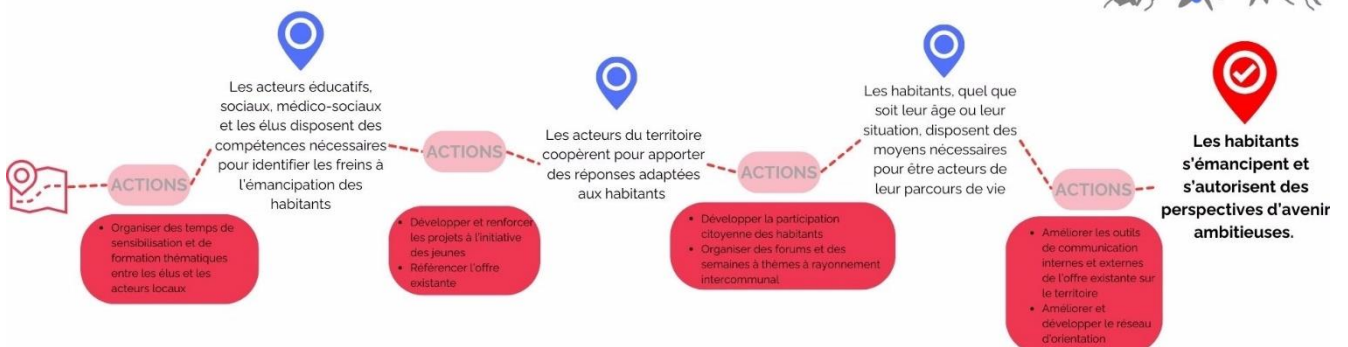 ACTIONS
• Organiser des temps de
sensibilisation et de
formation thématiques
entre les élus et les
acteurs locaux
Les acteurs éducatifs,
sociaux, médico-sociaux
et les élus disposent des
compétences nécessaires
pour identifier les freins à
l'émancipation des
habitants
ACTIONS
• Développer et renforcer
les projets à l'initiative
des jeunes
• Référencer l'offre
existante
Les acteurs du territoire
coopèrent pour apporter
des réponses adaptées
aux habitants
ACTIONS
• Développer la participation
citoyenne des habitants
• Organiser des forums et des
semaines à thèmes à rayonnement
intercommunal
Les habitants, quel que
soit leur âge ou leur
situation, disposent des
moyens nécessaires
pour être acteurs de
leur parcours de vie
ACTIONS
• Améliorer les outils
de communication
internes et externes
de l'offre existante sur
le territoire
• Améliorer et
développer le réseau
d'orientation
Les habitants
s'émancipent et
s'autorisent des
perspectives d'avenir
ambitieuses.